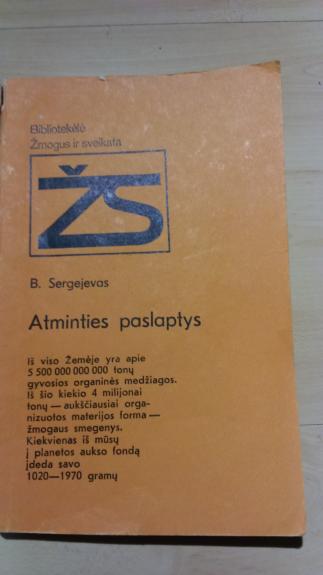 Bibliotekėlė
Žmogus ir sveikata
ŽS
B. Sergejevas
Atminties paslaptys
Iš viso Žemėje yra apie
5 500 000 000 000 tonų
gyvosios organinės medžiagos.
Iš šio kiekio 4 milijonai
tonų — aukščiausiai orga-
nizuotos materijos forma —
žmogaus smegenys.
Kiekvienas iš mūsų
į planetos aukso fondą
įdeda savo
1020—1970 gramų